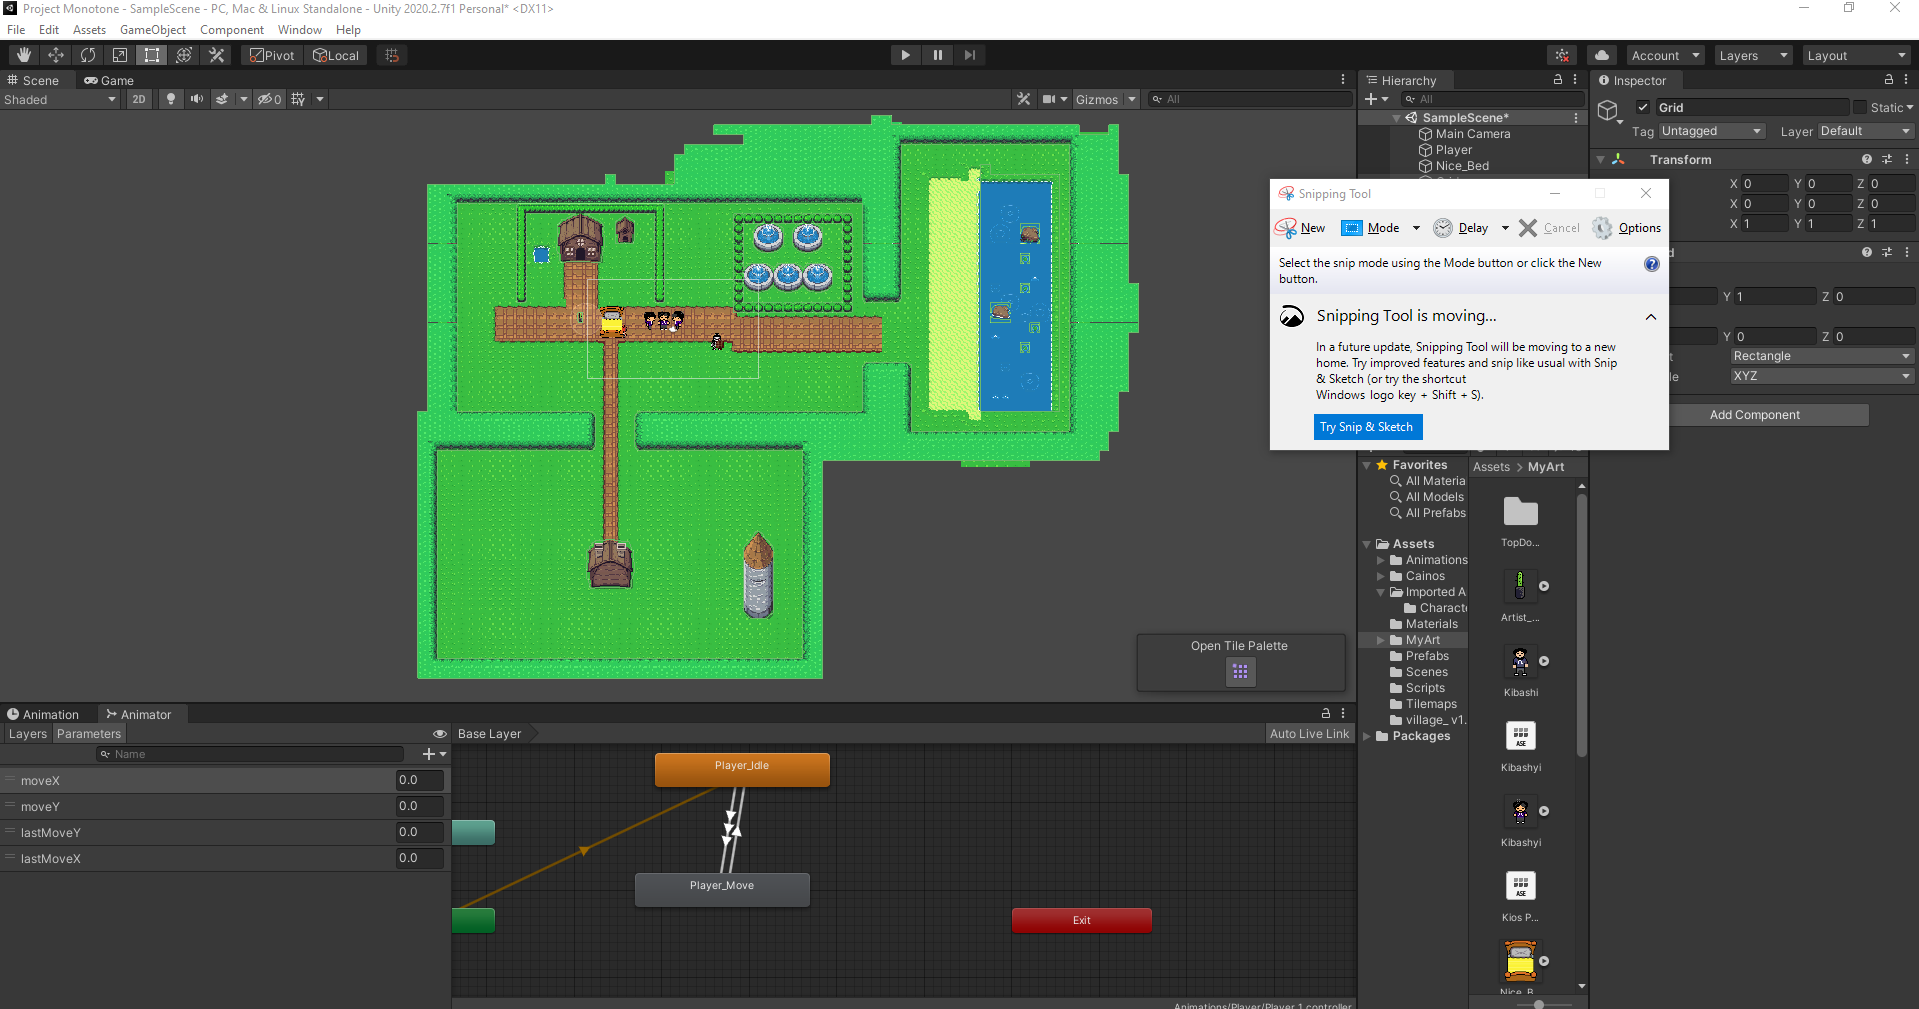 Project Monotone - SampleScene - PC, Mac & Linux Standalone - Unity 2020.2.7f1 Personal* <DX11>
File Edit Assets GameObject Component Window Help
Pivot Local
Account Layers Layout
Scene Game
Shaded 2D 0 Gizmos All
Hierarchy
All
SampleScene*
Main Camera
Player
Nice_Bed
Inspector
Grid Static
Tag Untagged Layer Default
Transform
X 0 Y 0 Z 0
X 0 Y 0 Z 0
X 1 Y 1 Z 1
Y 1 Z 0
Y 0 Z 0
Rectangle
XYZ
Add Component
Snipping Tool
New Mode Delay Cancel Options
Select the snip mode using the Mode button or click the New
button.
Snipping Tool is moving...
In a future update, Snipping Tool will be moving to a new
home. Try improved features and snip like usual with Snip
& Sketch (or try the shortcut
Windows logo key + Shift + S).
Try Snip & Sketch
Favorites
All Materia
All Models
All Prefabs
Assets
Animations
Cainos
Imported A
Characte
Materials
MyArt
Prefabs
Scenes
Scripts
Tilemaps
village_ v1.
Packages
Assets > MyArt
TopDo...
Artist_...
Kibashi
ASE
Kibashyi
Kibashyi
ASE
Kios P...
Nice_B...
Open Tile Palette
Animation Animator
Layers Parameters
Base Layer
Auto Live Link
Name
moveX 0.0
moveY 0.0
lastMoveY 0.0
lastMoveX 0.0
Player_Idle
Player_Move
Exit
Animations/Player/Player 1.controller